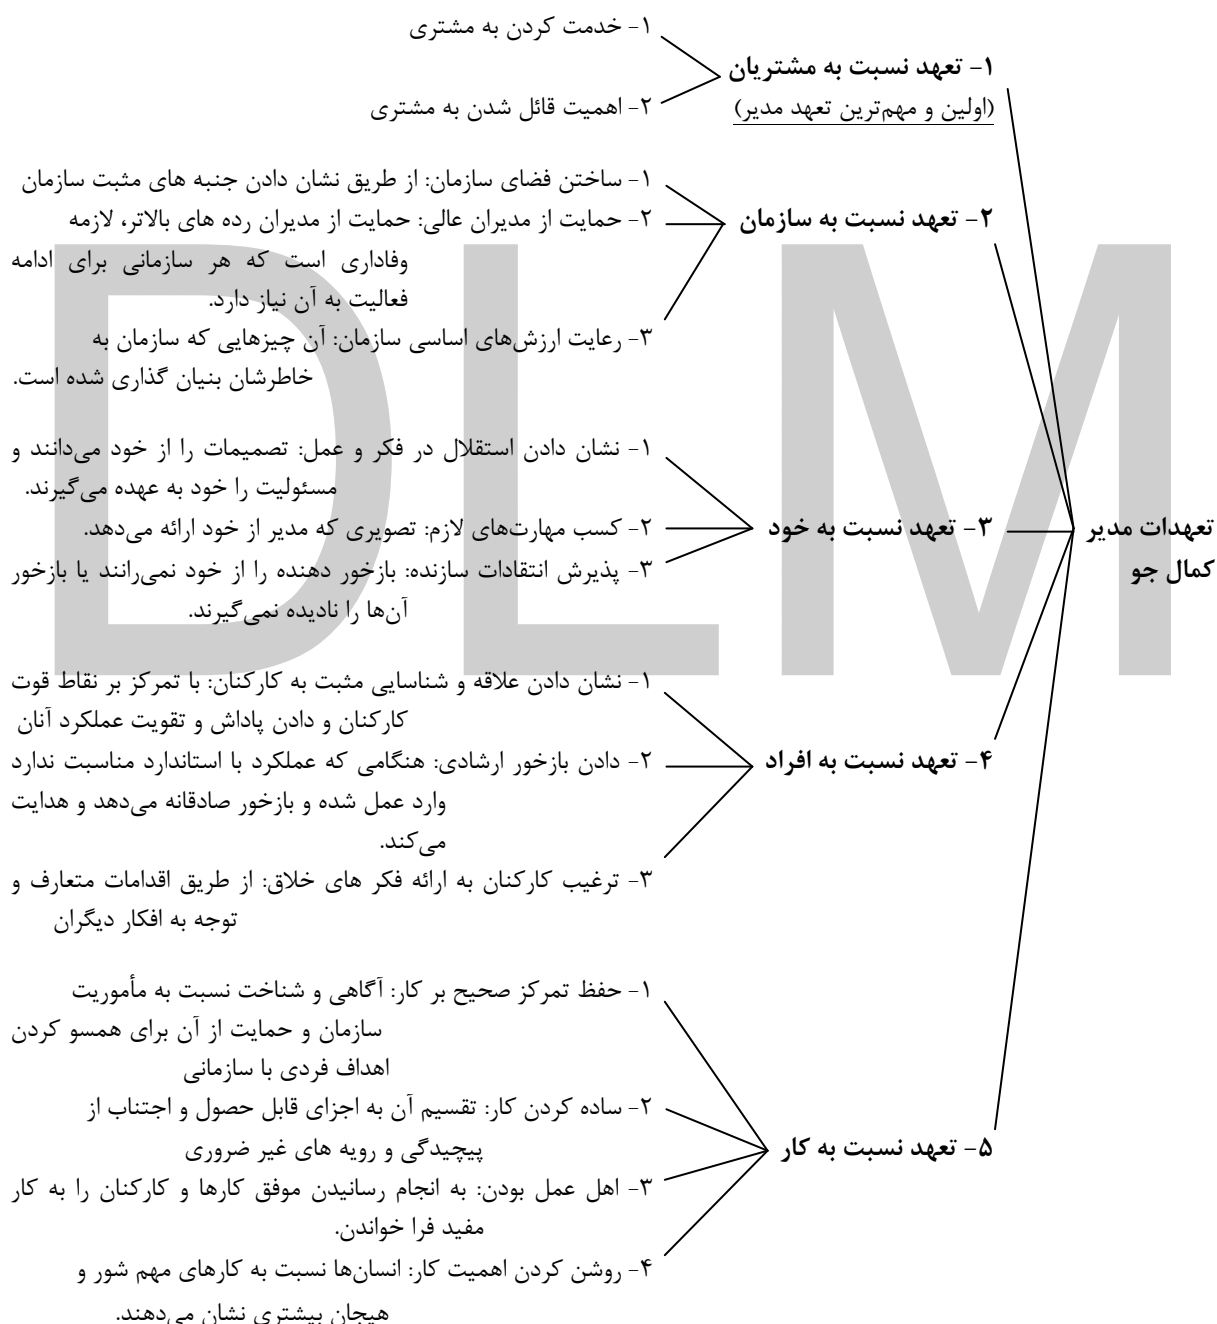 تعهدات مدیر
کمال جو
۱- تعهد نسبت به مشتریان
(اولین و مهم‌ترین تعهد مدیر)
۱- خدمت کردن به مشتری
۲- اهمیت قائل شدن به مشتری
۲- تعهد نسبت به سازمان
۱- ساختن فضای سازمان: از طریق نشان دادن جنبه های مثبت سازمان
۲- حمایت از مدیران عالی: حمایت از مدیران رده های بالاتر، لازمه
وفاداری است که هر سازمانی برای ادامه
فعالیت به آن نیاز دارد.
۳- رعایت ارزش‌های اساسی سازمان: آن چیزهایی که سازمان به
خاطرشان بنیان گذاری شده است.
۳- تعهد نسبت به خود
۱- نشان دادن استقلال در فکر و عمل: تصمیمات را از خود می‌دانند و
مسئولیت را خود به عهده می‌گیرند.
۲- کسب مهارت‌های لازم: تصویری که مدیر از خود ارائه می‌دهد.
۳- پذیرش انتقادات سازنده: بازخور دهنده را از خود نمی‌رانند یا بازخور
آن‌ها را نادیده نمی‌گیرند.
۴- تعهد نسبت به افراد
۱- نشان دادن علاقه و شناسایی مثبت به کارکنان: با تمرکز بر نقاط قوت
کارکنان و دادن پاداش و تقویت عملکرد آنان
۲- دادن بازخور ارشادی: هنگامی که عملکرد با استاندارد مناسبت ندارد
وارد عمل شده و بازخور صادقانه می‌دهد و هدایت
می‌کند.
۳- ترغیب کارکنان به ارائه فکر های خلاق: از طریق اقدامات متعارف و
توجه به افکار دیگران
۵- تعهد نسبت به کار
۱- حفظ تمرکز صحیح بر کار: آگاهی و شناخت نسبت به مأموریت
سازمان و حمایت از آن برای همسو کردن
اهداف فردی با سازمانی
۲- ساده کردن کار: تقسیم آن به اجزای قابل حصول و اجتناب از
پیچیدگی و رویه های غیر ضروری
۳- اهل عمل بودن: به انجام رسانیدن موفق کارها و کارکنان را به کار
مفید فرا خواندن.
۴- روشن کردن اهمیت کار: انسان‌ها نسبت به کارهای مهم شور و
هیجان بیشتری نشان می‌دهند.
DLM